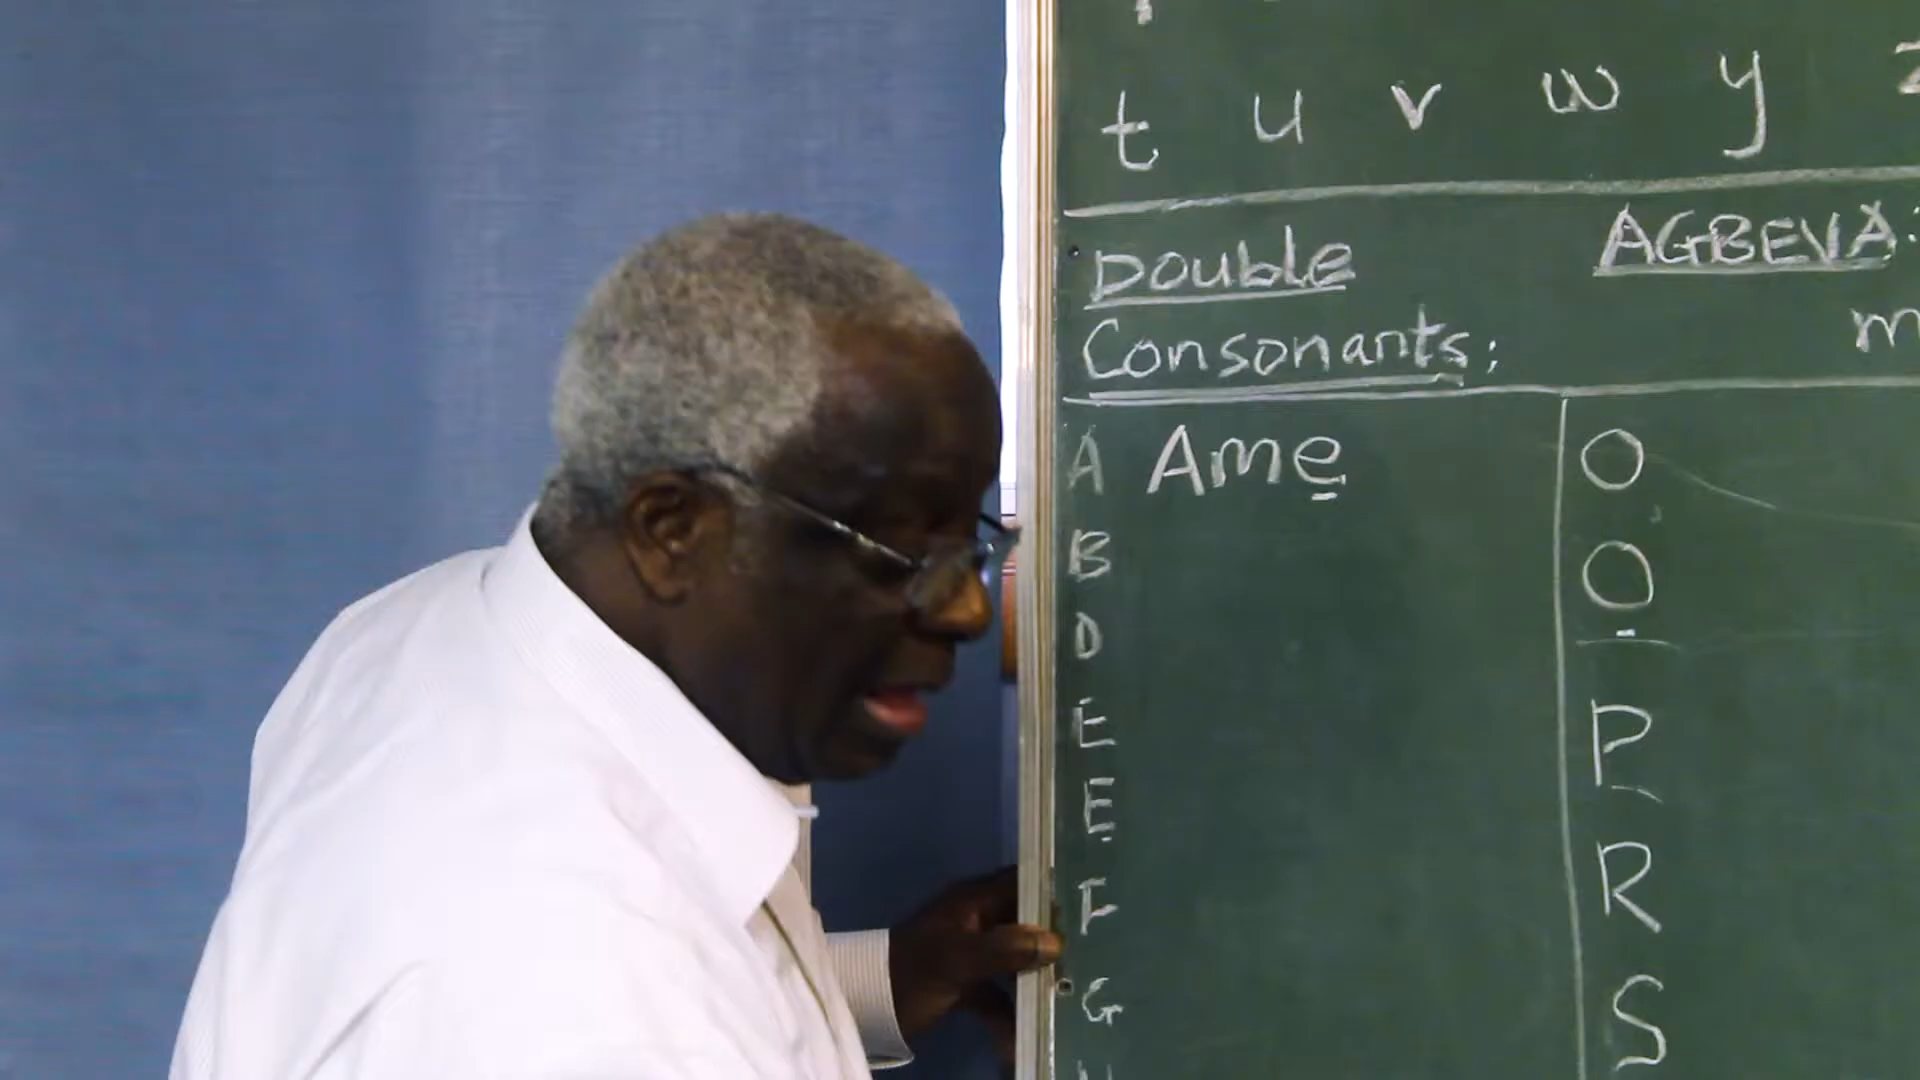 t u v w y
DOUblE
Consonants:
AGBEVA:
m
A Ame̱
B
D
E
E̱
F
G
O
O̱
P
R
S